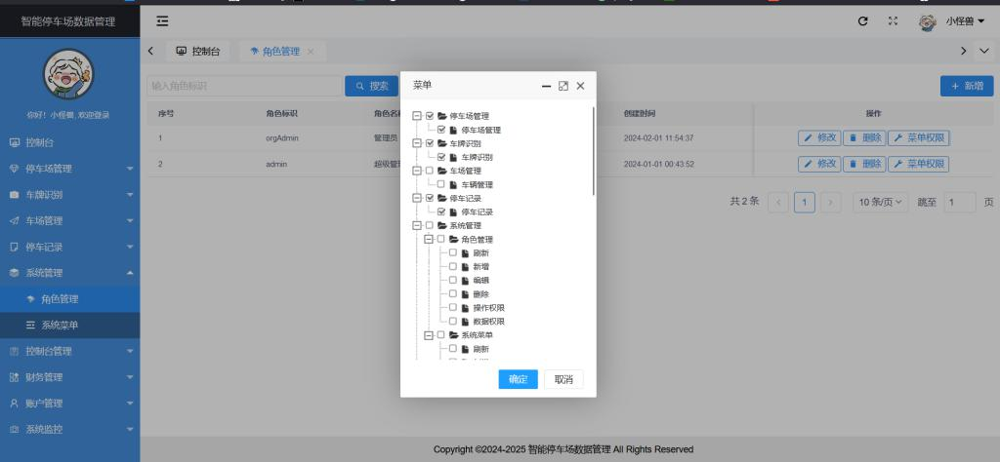 智能停车场数据管理
小怪兽
控制台
角色管理
你好！小怪兽,欢迎登录
控制台
停车场管理
车牌识别
车场管理
停车记录
系统管理
角色管理
系统菜单
控制台管理
财务管理
账户管理
系统监控
输入角色标识
搜索
新增
序号
角色标识
角色名称
创建时间
操作
1
orgAdmin
管理员
2024-02-01 11:54:37
修改
删除
菜单权限
2
admin
超级管
2024-01-01 00:43:52
修改
删除
菜单权限
共 2 条
1
10 条/页
跳至
1
页
菜单
停车场管理
停车场管理
车牌识别
车牌识别
车场管理
车辆管理
停车记录
停车记录
系统管理
角色管理
刷新
新增
编辑
删除
操作权限
数据权限
系统菜单
刷新
确定
取消
Copyright ©2024-2025 智能停车场数据管理 All Rights Reserved